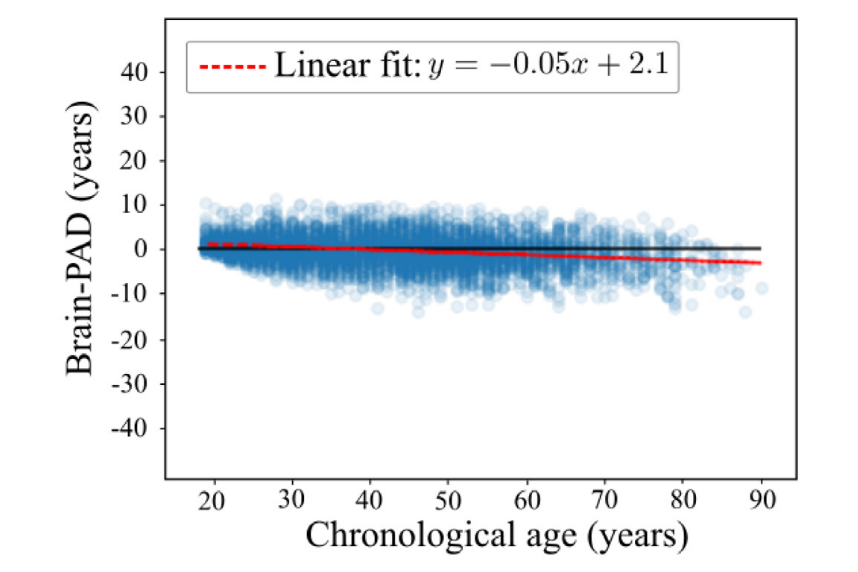 Linear fit: y = −0.05x + 2.1
Brain-PAD (years)
40
30
20
10
0
-10
-20
-30
-40
20 30 40 50 60 70 80 90
Chronological age (years)